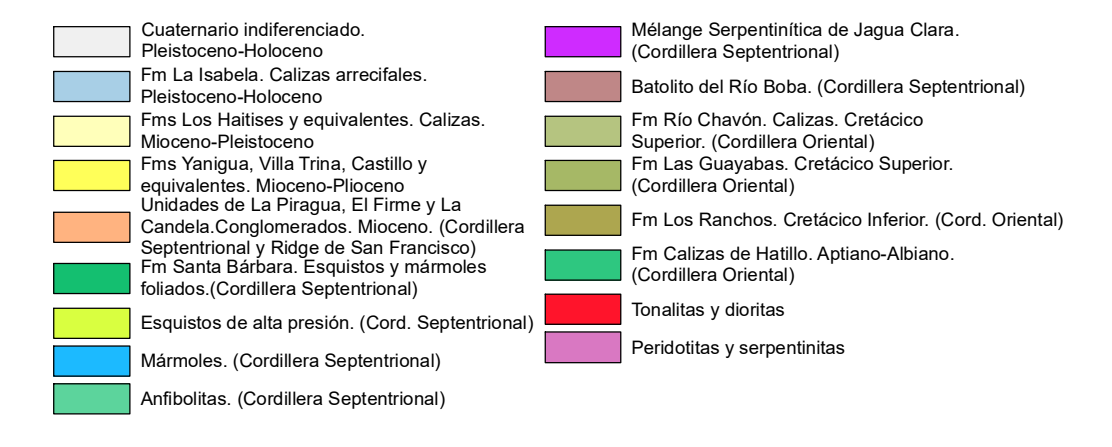 Cuaternario indiferenciado.
Pleistoceno-Holoceno
Fm La Isabela. Calizas arrecifales.
Pleistoceno-Holoceno
Fms Los Haitises y equivalentes. Calizas.
Mioceno-Pleistoceno
Fms Yanigua, Villa Trina, Castillo y
equivalentes. Mioceno-Plioceno
Unidades de La Piragua, El Firme y La
Candela.Conglomerados. Mioceno. (Cordillera
Septentrional y Ridge de San Francisco)
Fm Santa Bárbara. Esquistos y mármoles
foliados.(Cordillera Septentrional)
Esquistos de alta presión. (Cord. Septentrional)
Mármoles. (Cordillera Septentrional)
Anfibolitas. (Cordillera Septentrional)
Mélange Serpentinítica de Jagua Clara.
(Cordillera Septentrional)
Batolito del Río Boba. (Cordillera Septentrional)
Fm Río Chavón. Calizas. Cretácico
Superior. (Cordillera Oriental)
Fm Las Guayabas. Cretácico Superior.
(Cordillera Oriental)
Fm Los Ranchos. Cretácico Inferior. (Cord. Oriental)
Fm Calizas de Hatillo. Aptiano-Albiano.
(Cordillera Oriental)
Tonalitas y dioritas
Peridotitas y serpentinitas